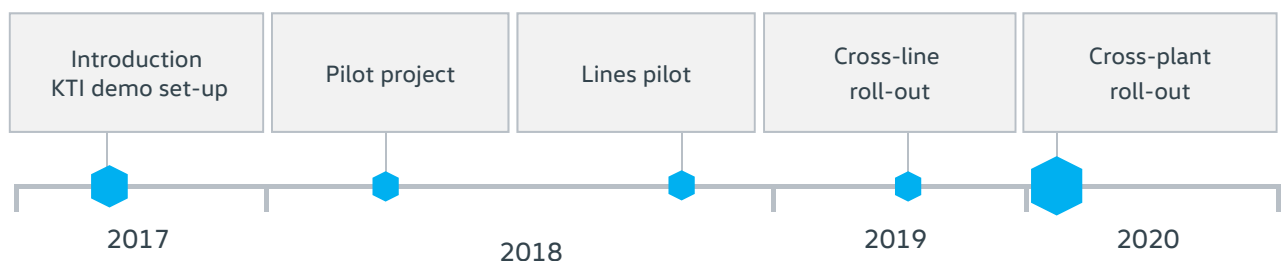 Introduction
KTI demo set-up
Pilot project
Lines pilot
Cross-line
roll-out
Cross-plant
roll-out
2017
2018
2019
2020